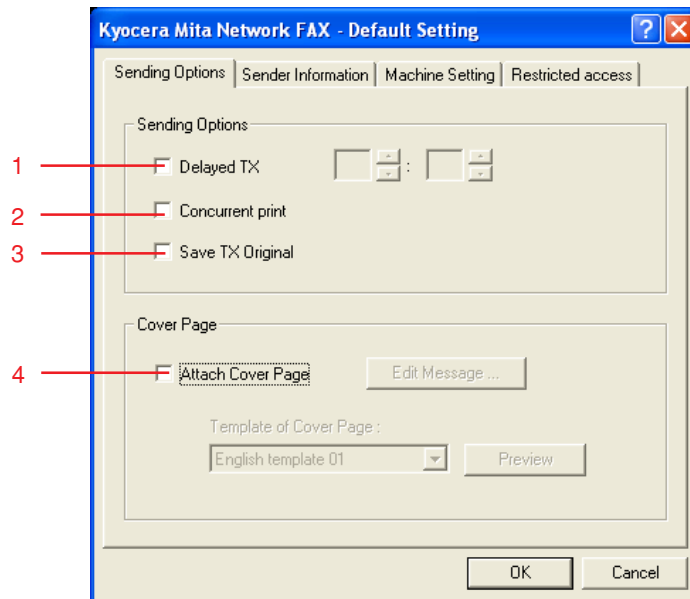 Kyocera Mita Network FAX - Default Setting
Sending Options Sender Information Machine Setting Restricted access
Sending Options
1 Delayed TX :
2 Concurrent print
3 Save TX Original
Cover Page
4 Attach Cover Page Edit Message ...
Template of Cover Page :
English template 01 Preview
OK Cancel